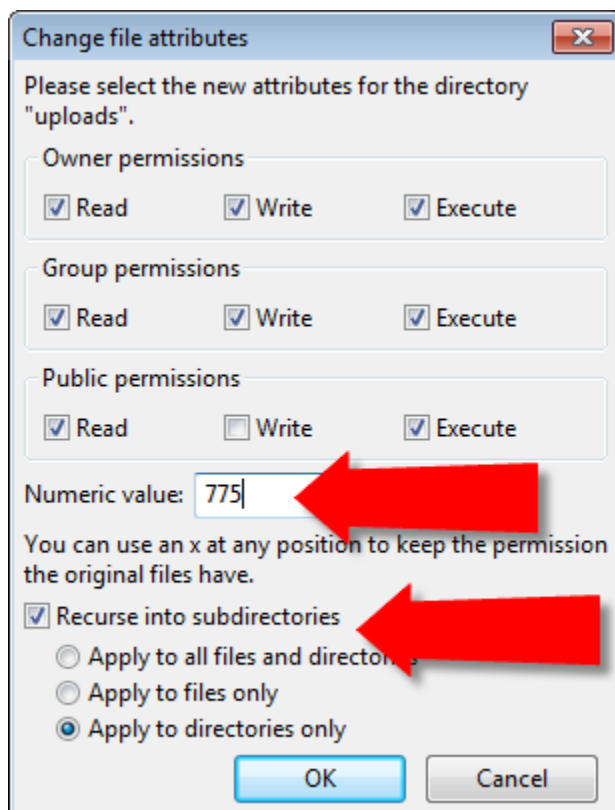 Change file attributes
Please select the new attributes for the directory
"uploads".
Owner permissions
Read Write Execute
Group permissions
Read Write Execute
Public permissions
Read Write Execute
Numeric value: 775
You can use an x at any position to keep the permission
the original files have.
Recurse into subdirectories
Apply to all files and directories
Apply to files only
Apply to directories only
OK Cancel